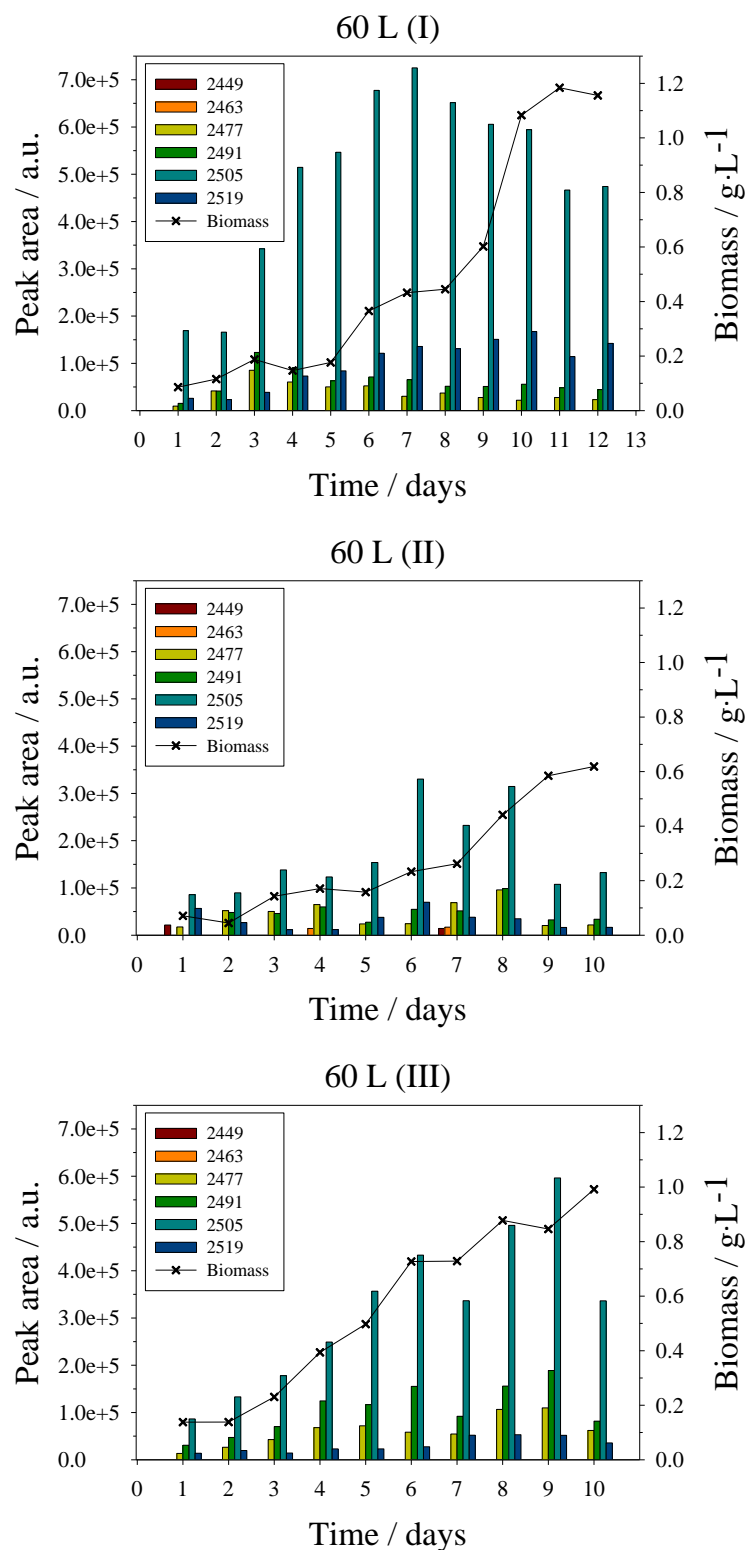 60 L (I)
7.0e+5
6.0e+5
5.0e+5
4.0e+5
3.0e+5
2.0e+5
1.0e+5
0.0
Peak area / a.u.
2449
2463
2477
2491
2505
2519
Biomass
1.2
1.0
0.8
0.6
0.4
0.2
0.0
Biomass / g·L-1
0 1 2 3 4 5 6 7 8 9 10 11 12 13
Time / days
60 L (II)
7.0e+5
6.0e+5
5.0e+5
4.0e+5
3.0e+5
2.0e+5
1.0e+5
0.0
Peak area / a.u.
2449
2463
2477
2491
2505
2519
Biomass
1.2
1.0
0.8
0.6
0.4
0.2
0.0
Biomass / g·L-1
0 1 2 3 4 5 6 7 8 9 10
Time / days
60 L (III)
7.0e+5
6.0e+5
5.0e+5
4.0e+5
3.0e+5
2.0e+5
1.0e+5
0.0
Peak area / a.u.
2449
2463
2477
2491
2505
2519
Biomass
1.2
1.0
0.8
0.6
0.4
0.2
0.0
Biomass / g·L-1
0 1 2 3 4 5 6 7 8 9 10
Time / days